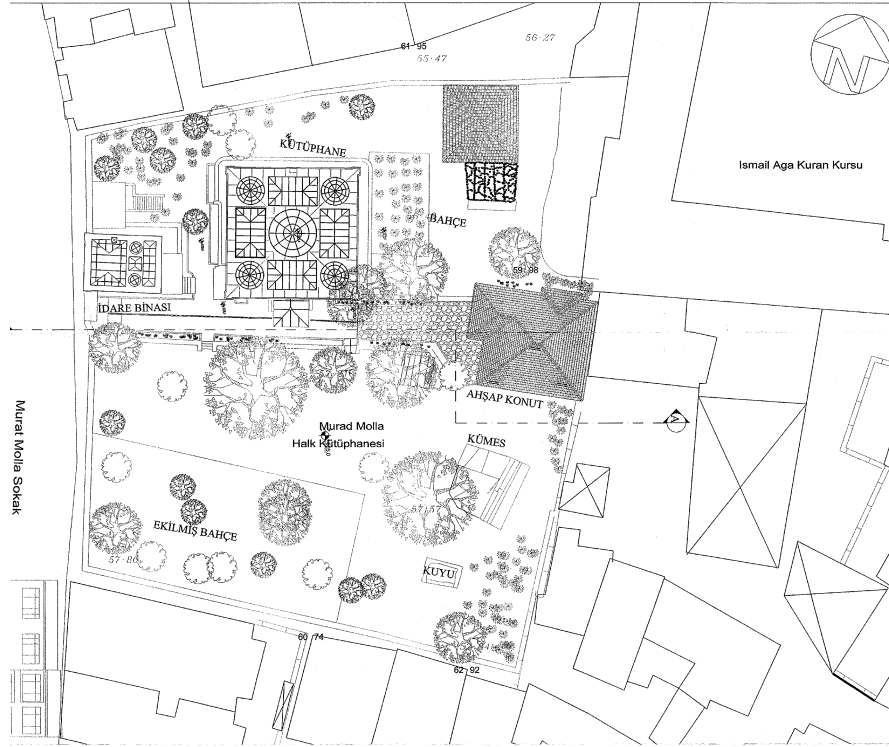 61 95
55·47
56·27
N
Ismail Aga Kuran Kursu
KÜTÜPHANE
BAHÇE
59 98
İDARE BİNASI
AHŞAP KONUT
A
Murat Molla Sokak
Murad Molla
Halk Kütüphanesi
KÜMES
EKİLMİŞ BAHÇE
57·86
KUYU
60 74
62 92